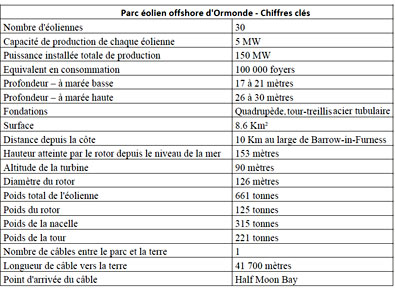 Parc éolien offshore d'Ormonde - Chiffres clés
Nombre d'éoliennes 30
Capacité de production de chaque éolienne 5 MW
Puissance installée totale de production 150 MW
Equivalent en consommation 100 000 foyers
Profondeur – à marée basse 17 à 21 mètres
Profondeur – à marée haute 26 à 30 mètres
Fondations Quadrupède, tour-treillis acier tubulaire
Surface 8.6 Km²
Distance depuis la côte 10 Km au large de Barrow-in-Furness
Hauteur atteinte par le rotor depuis le niveau de la mer 153 mètres
Altitude de la turbine 90 mètres
Diamètre du rotor 126 mètres
Poids total de l'éolienne 661 tonnes
Poids du rotor 125 tonnes
Poids de la nacelle 315 tonnes
Poids de la tour 221 tonnes
Nombre de câbles entre le parc et la terre 1
Longueur de câble vers la terre 41 700 mètres
Point d'arrivée du câble Half Moon Bay